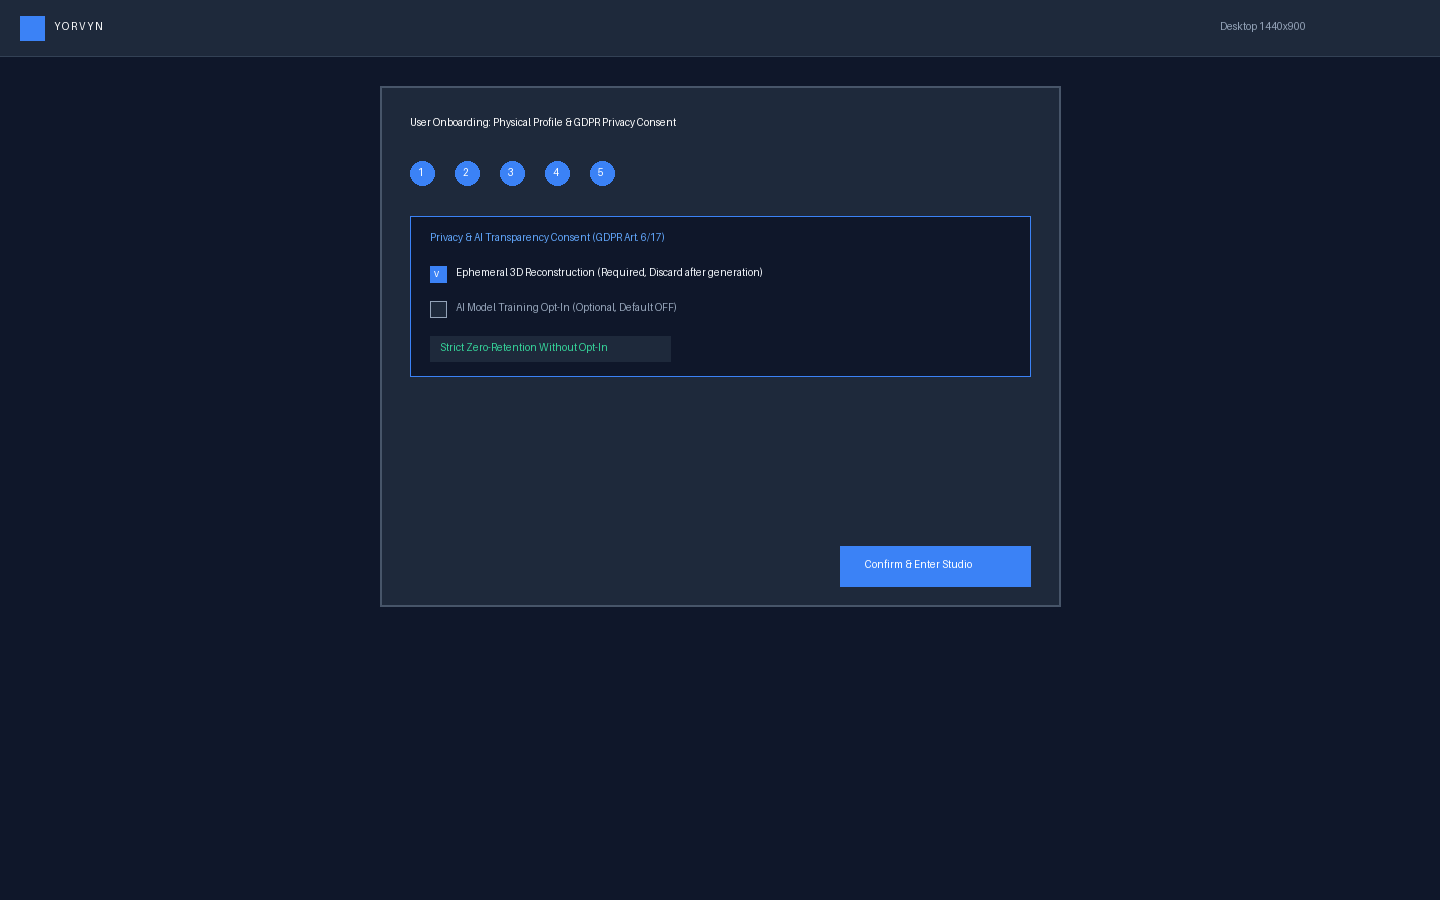 YORVYN
Desktop 1440x900
User Onboarding: Physical Profile & GDPR Privacy Consent
1 2 3 4 5
Privacy & AI Transparency Consent (GDPR Art. 6/17)
v Ephemeral 3D Reconstruction (Required, Discard after generation)
AI Model Training Opt-In (Optional, Default OFF)
Strict Zero-Retention Without Opt-In
Confirm & Enter Studio